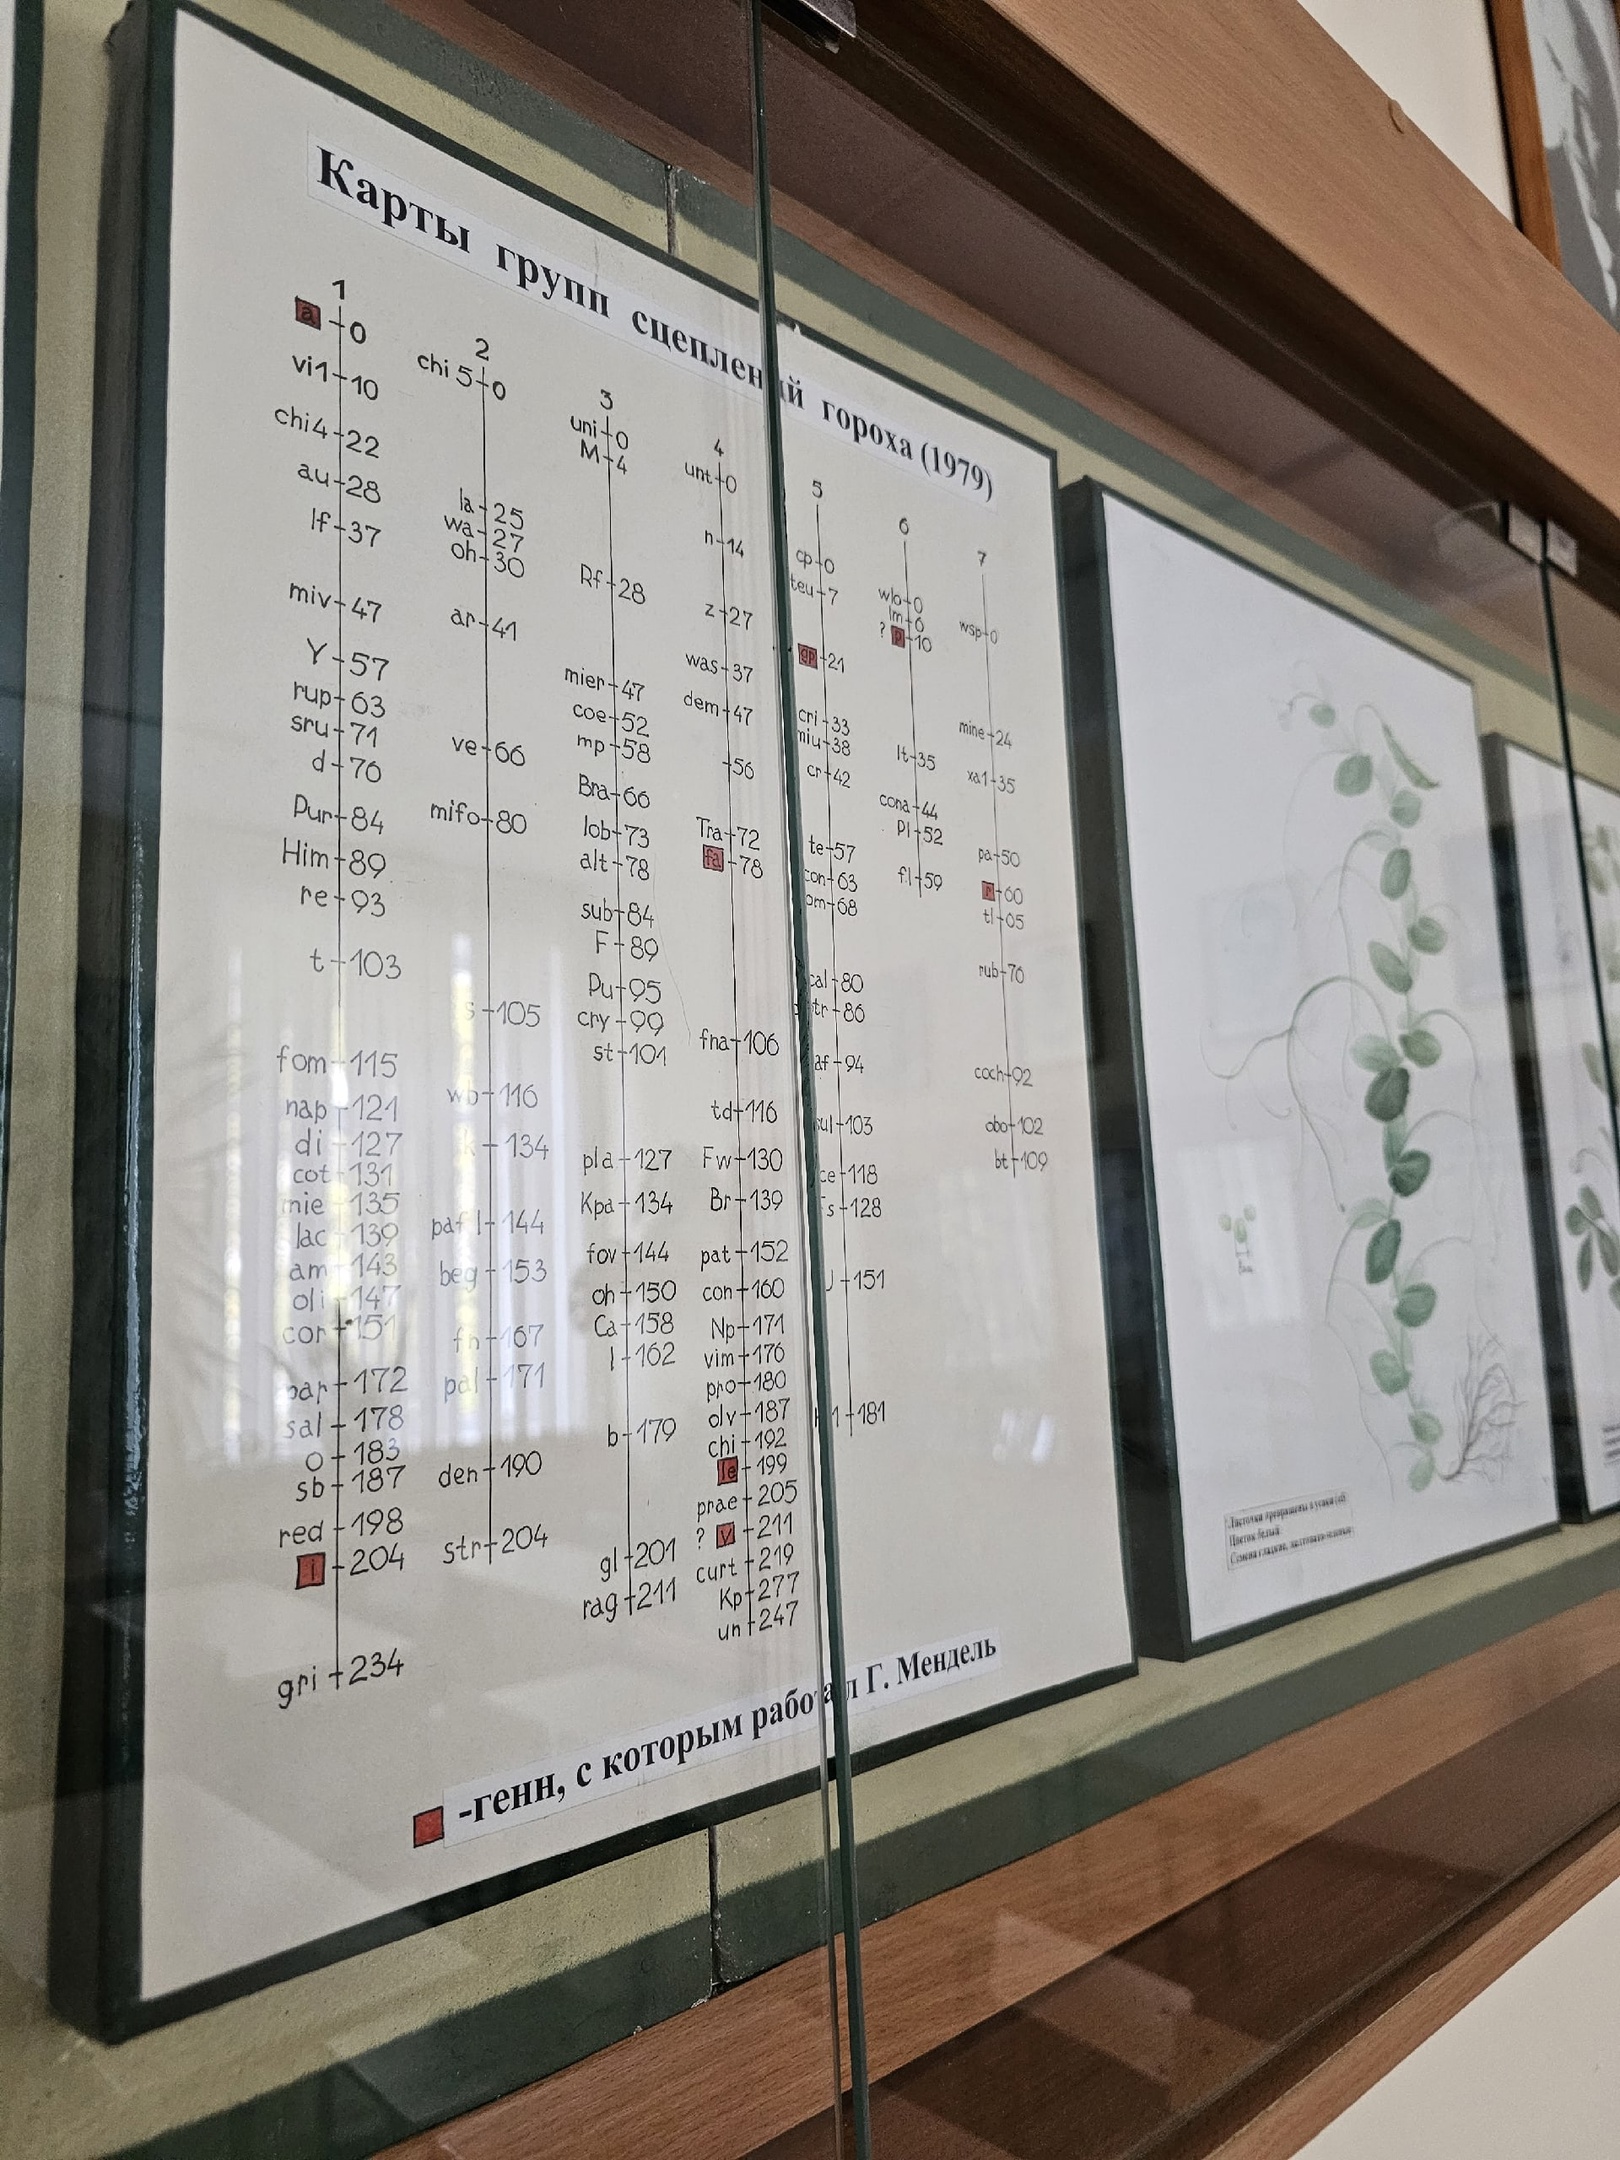 Карты групп сцеплений гороха (1979)
1
a 0
vi1 10
chi4 22
au 28
lf 37
miv 47
Y 57
rup 63
sru 71
d 76
Pur 84
Him 89
re 93
t 103
fom 115
nap 121
di 127
cot 131
mie 135
lac 139
am 143
oli 147
cor 151
par 172
sal 178
o 183
sb 187
red 198
i 204
gri 234
2
chi 5 0
la 25
wa 27
oh 30
ar 41
ve 66
mifo 80
s 105
wb 116
k 134
pafl 144
beg 153
fn 167
pal 171
den 190
str 204
3
uni 0
M 4
Rf 28
mier 47
coe 52
mp 58
Bra 66
lob 73
alt 78
sub 84
F 89
Pu 95
cry 99
st 101
pla 127
Kpa 134
fov 144
oh 150
Ca 158
l 162
b 179
gl 201
rag 211
4
unt 0
n 14
z 27
was 37
dem 47
56
Tra 72
fa 78
fna 106
td 116
Fw 130
Br 139
pat 152
con 160
Np 171
vim 176
pro 180
olv 187
chi 192
le 199
prae 205
? v 211
curt 219
Kp 277
un 247
5
cp 0
teu 7
gp 21
cri 33
miu 38
cr 42
te 57
con 63
om 68
cal 80
tr 86
af 94
sul 103
ce 118
s 128
U 151
1 181
6
wlo 0
lm 6
? p 10
lt 35
cona 44
Pl 52
fl 59
7
wsp 0
mine 24
xa1 35
pa 50
r 60
tl 65
rub 76
coch 92
obo 102
bt 109
-генн, с которым работал Г. Мендель
Листочки превращены в усики (af)
Цветок белый
Семена гладкие, желтовато-зеленые